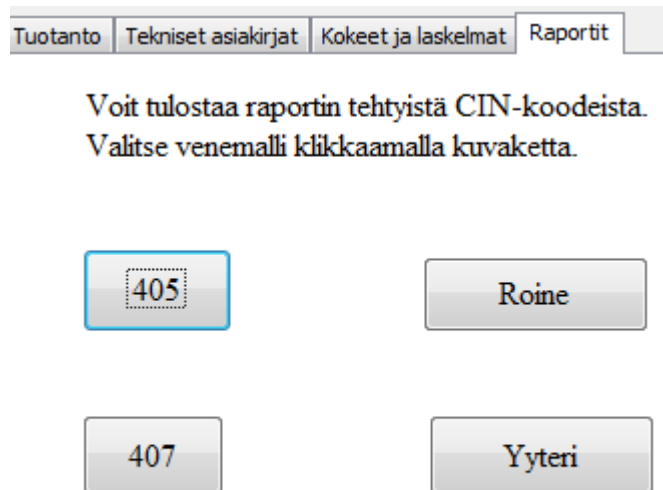 Tuotanto Tekniset asiakirjat Kokeet ja laskelmat Raportit
Voit tulostaa raportin tehtyistä CIN-koodeista.
Valitse venemalli klikkaamalla kuvaketta.
405 Roine
407 Yyteri